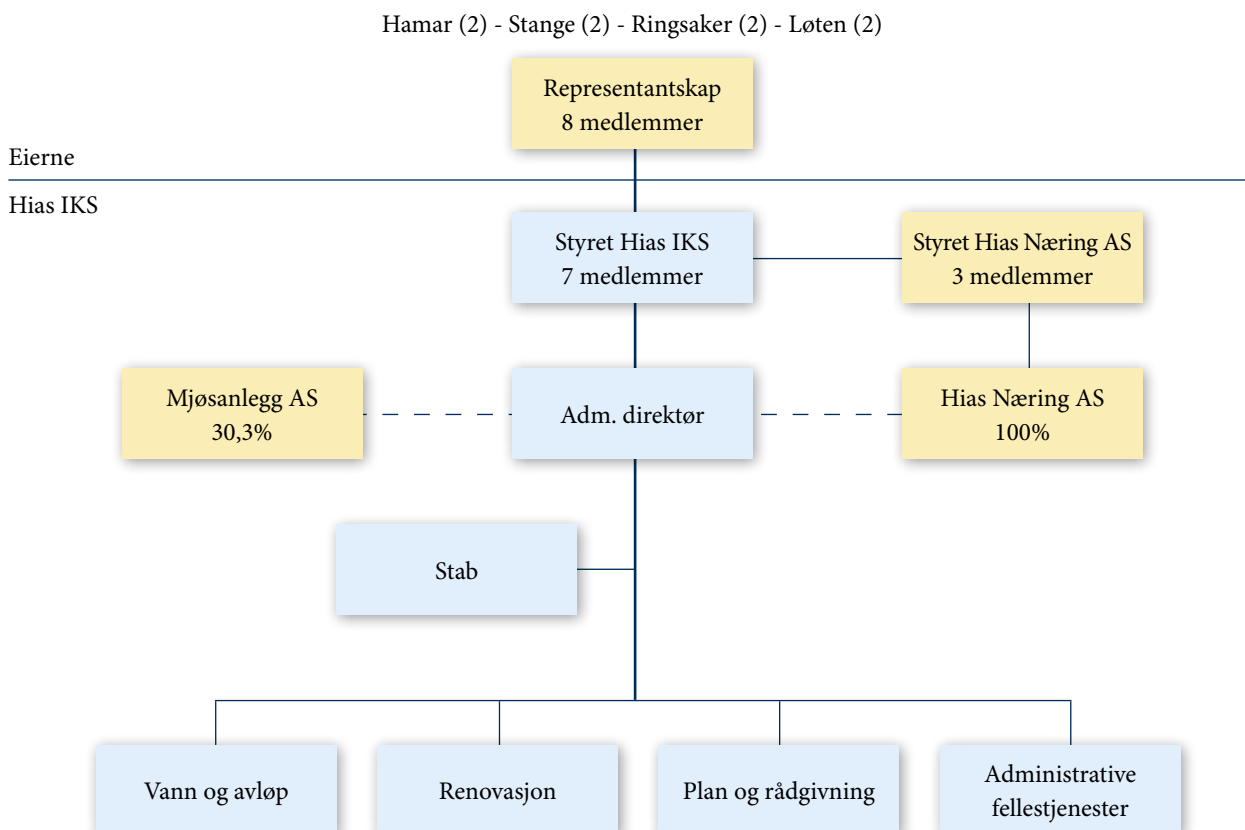 Hamar (2) - Stange (2) - Ringsaker (2) - Løten (2)
Representantskap
8 medlemmer
Eierne
Hias IKS
Styret Hias IKS
7 medlemmer
Styret Hias Næring AS
3 medlemmer
Mjøsanlegg AS
30,3%
Adm. direktør
Hias Næring AS
100%
Stab
Vann og avløp
Renovasjon
Plan og rådgivning
Administrative
fellestjenester